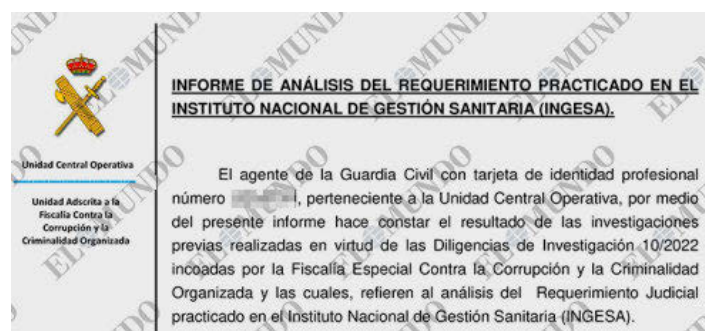 INFORME DE ANÁLISIS DEL REQUERIMIENTO PRACTICADO EN EL
INSTITUTO NACIONAL DE GESTIÓN SANITARIA (INGESA).
Unidad Central Operativa
Unidad Adscrita a la
Fiscalía Contra la
Corrupción y la
Criminalidad Organizada
El agente de la Guardia Civil con tarjeta de identidad profesional
número , perteneciente a la Unidad Central Operativa, por medio
del presente informe hace constar el resultado de las investigaciones
previas realizadas en virtud de las Diligencias de Investigación 10/2022
incoadas por la Fiscalía Especial Contra la Corrupción y la Criminalidad
Organizada y las cuales, refieren al análisis del Requerimiento Judicial
practicado en el Instituto Nacional de Gestión Sanitaria (INGESA).
EL MUNDO